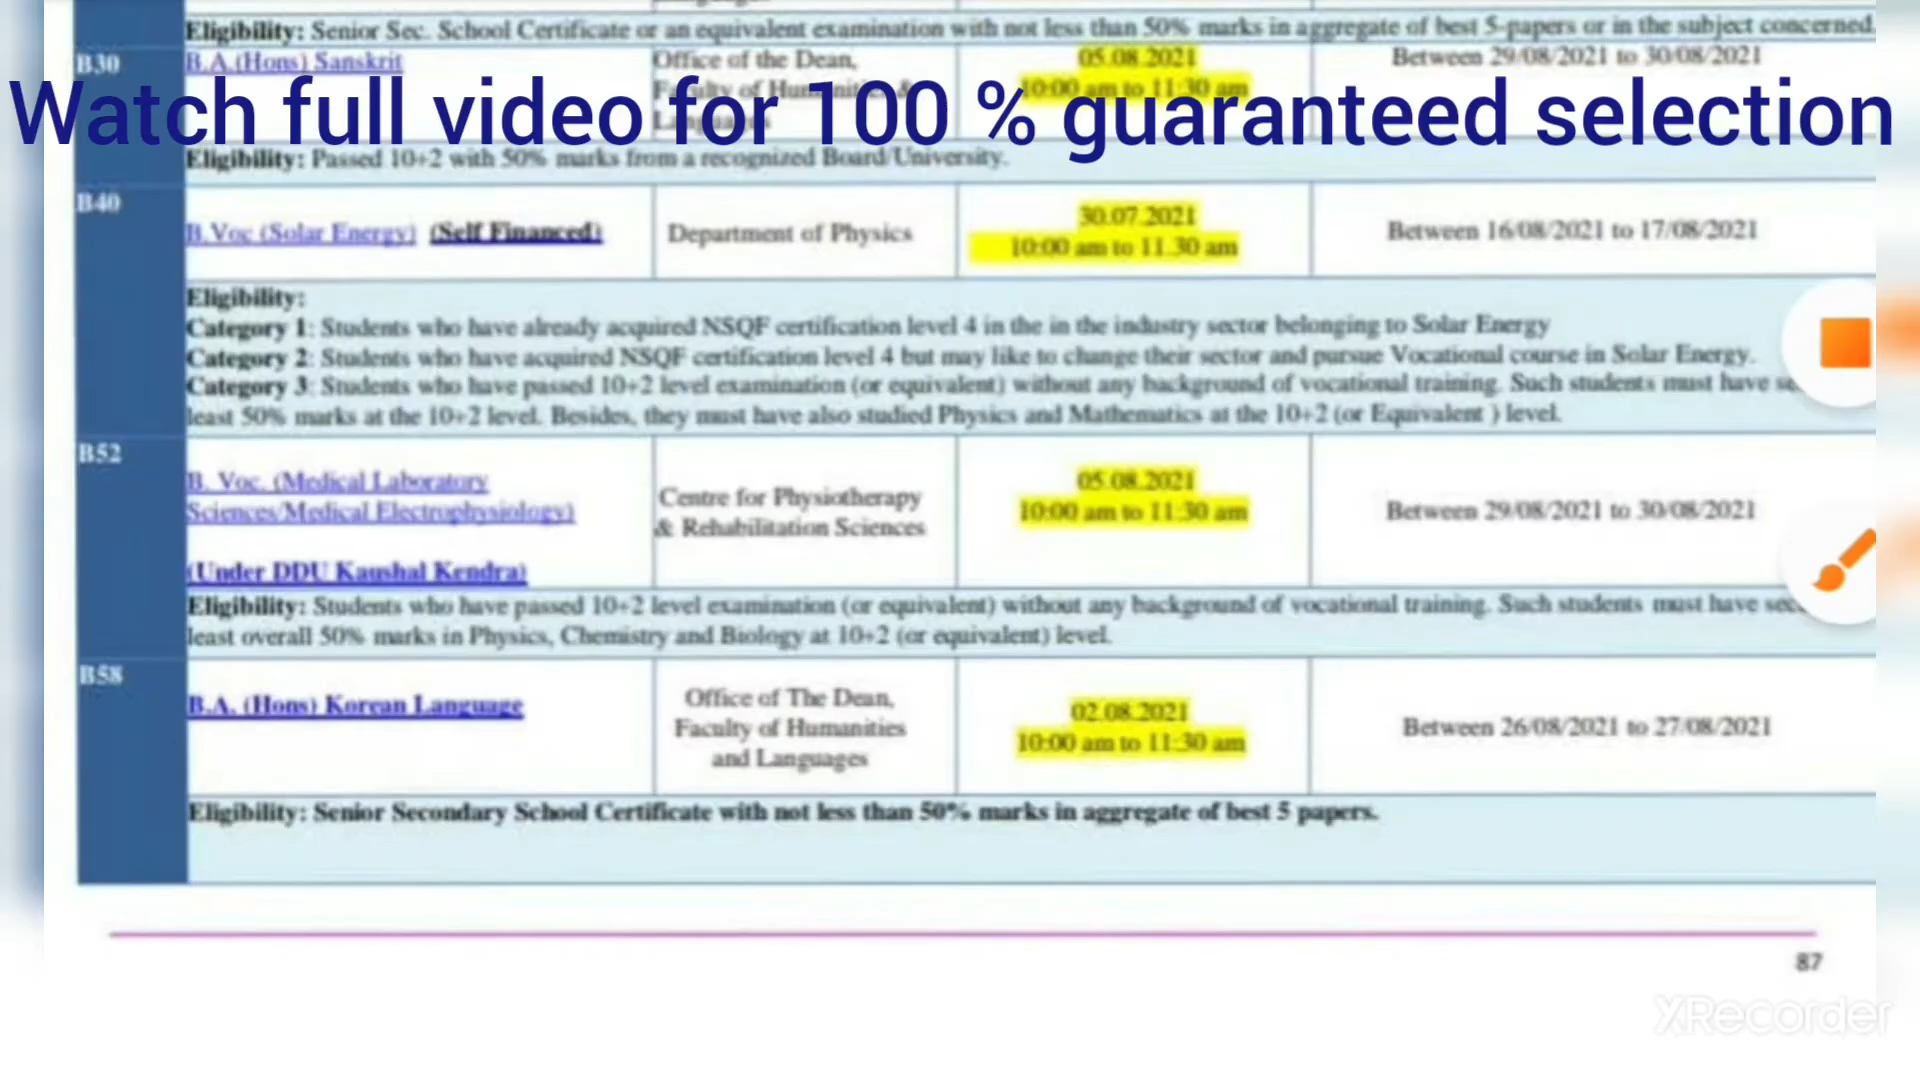 Eligibility: Senior Sec. School Certificate or an equivalent examination with not less than 50% marks in aggregate of best 5-papers or in the subject concerned.
B30
B.A.(Hons) Sanskrit
Office of the Dean,
Faculty of Humanities &
Languages
05.08.2021
10:00 am to 11:30 am
Between 29/08/2021 to 30/08/2021
Watch full video for 100 % guaranteed selection
Eligibility: Passed 10+2 with 50% marks from a recognized Board/University.
B40
B.Voc (Solar Energy) (Self Financed)
Department of Physics
30.07.2021
10:00 am to 11.30 am
Between 16/08/2021 to 17/08/2021
Eligibility:
Category 1: Students who have already acquired NSQF certification level 4 in the in the industry sector belonging to Solar Energy
Category 2: Students who have acquired NSQF certification level 4 but may like to change their sector and pursue Vocational course in Solar Energy.
Category 3: Students who have passed 10+2 level examination (or equivalent) without any background of vocational training. Such students must have
least 50% marks at the 10+2 level. Besides, they must have also studied Physics and Mathematics at the 10+2 (or Equivalent ) level.
B52
B. Voc. (Medical Laboratory
Sciences/Medical Electrophysiology)
(Under DDU Kaushal Kendra)
Centre for Physiotherapy
& Rehabilitation Sciences
05.08.2021
10:00 am to 11:30 am
Between 29/08/2021 to 30/08/2021
Eligibility: Students who have passed 10+2 level examination (or equivalent) without any background of vocational training. Such students must have
least overall 50% marks in Physics, Chemistry and Biology at 10+2 (or equivalent) level.
B58
B.A. (Hons) Korean Language
Office of The Dean,
Faculty of Humanities
and Languages
02.08.2021
10:00 am to 11:30 am
Between 26/08/2021 to 27/08/2021
Eligibility: Senior Secondary School Certificate with not less than 50% marks in aggregate of best 5 papers.
87
XRecorder